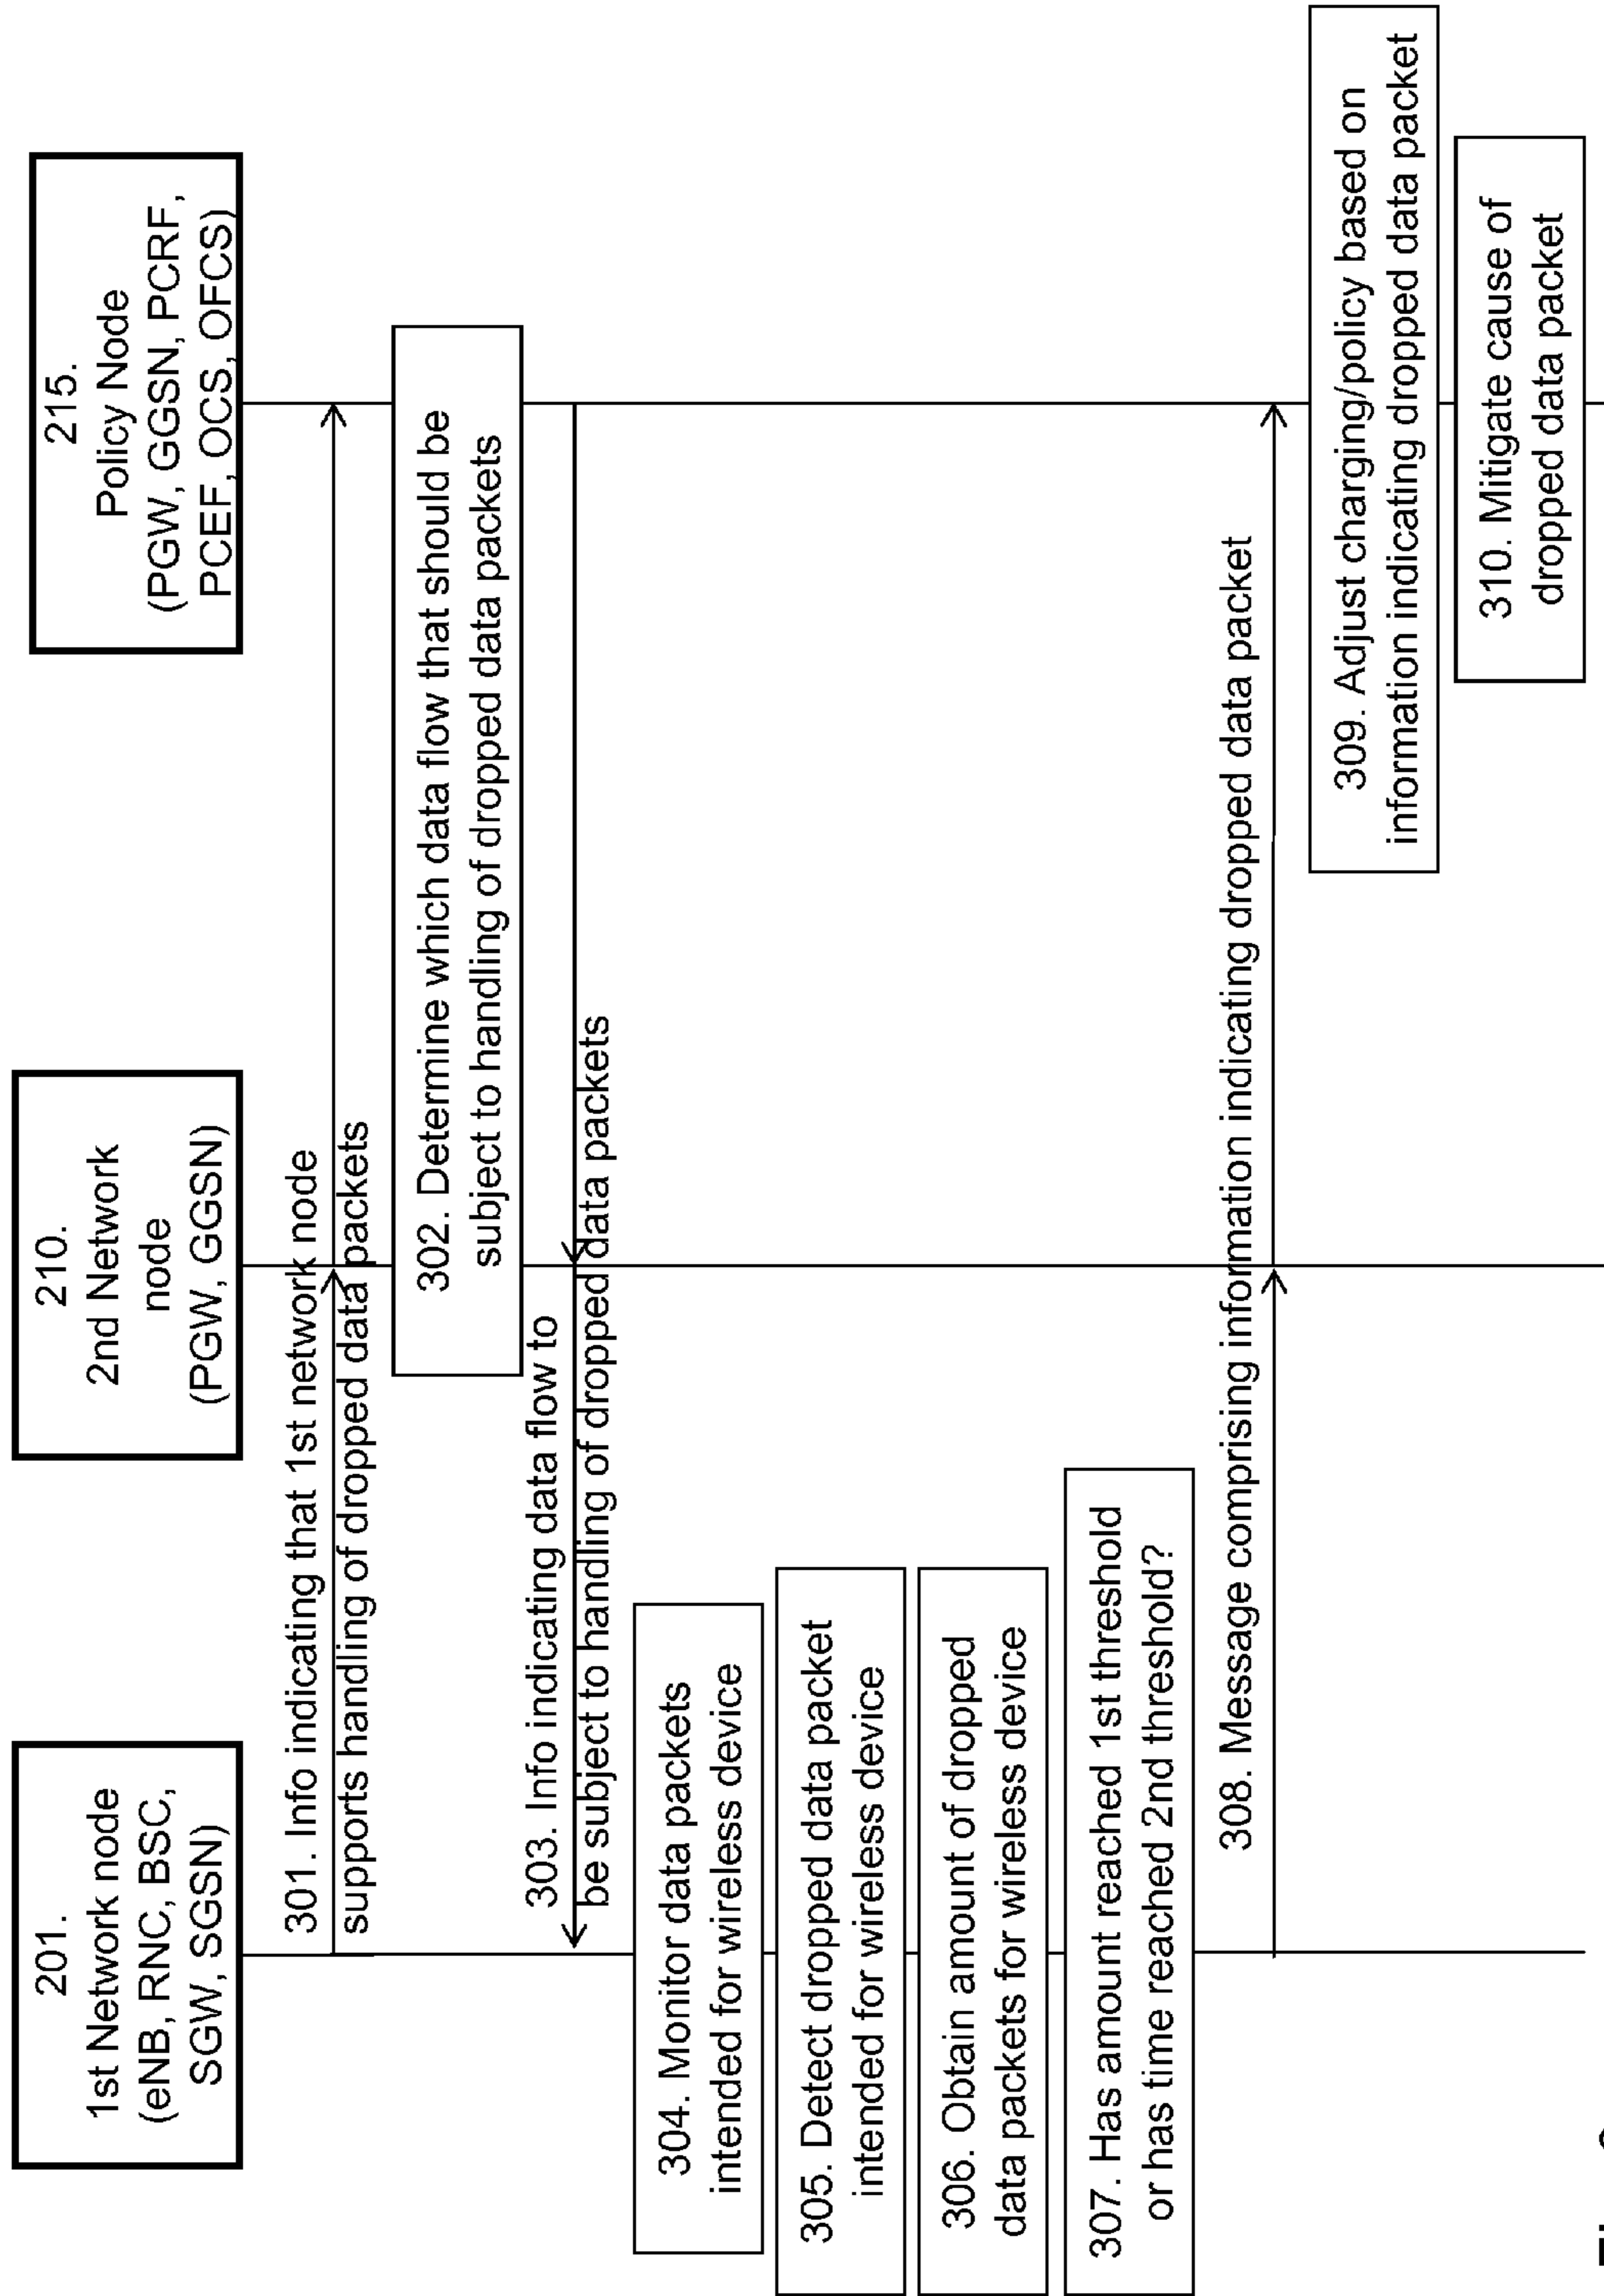 201.
1st Network node
(eNB, RNC, BSC,
SGW, SGSN)
210.
2nd Network
node
(PGW, GGSN)
215.
Policy Node
(PGW, GGSN, PCRF,
PCEF, OCS, OFCS)
301. Info indicating that 1st network node
supports handling of dropped data packets
302. Determine which data flow that should be
subject to handling of dropped data packets
303. Info indicating data flow to
be subject to handling of dropped data packets
304. Monitor data packets
intended for wireless device
305. Detect dropped data packet
intended for wireless device
306. Obtain amount of dropped
data packets for wireless device
307. Has amount reached 1st threshold
or has time reached 2nd threshold?
308. Message comprising information indicating dropped data packet
309. Adjust charging/policy based on
information indicating dropped data packet
310. Mitigate cause of
dropped data packet